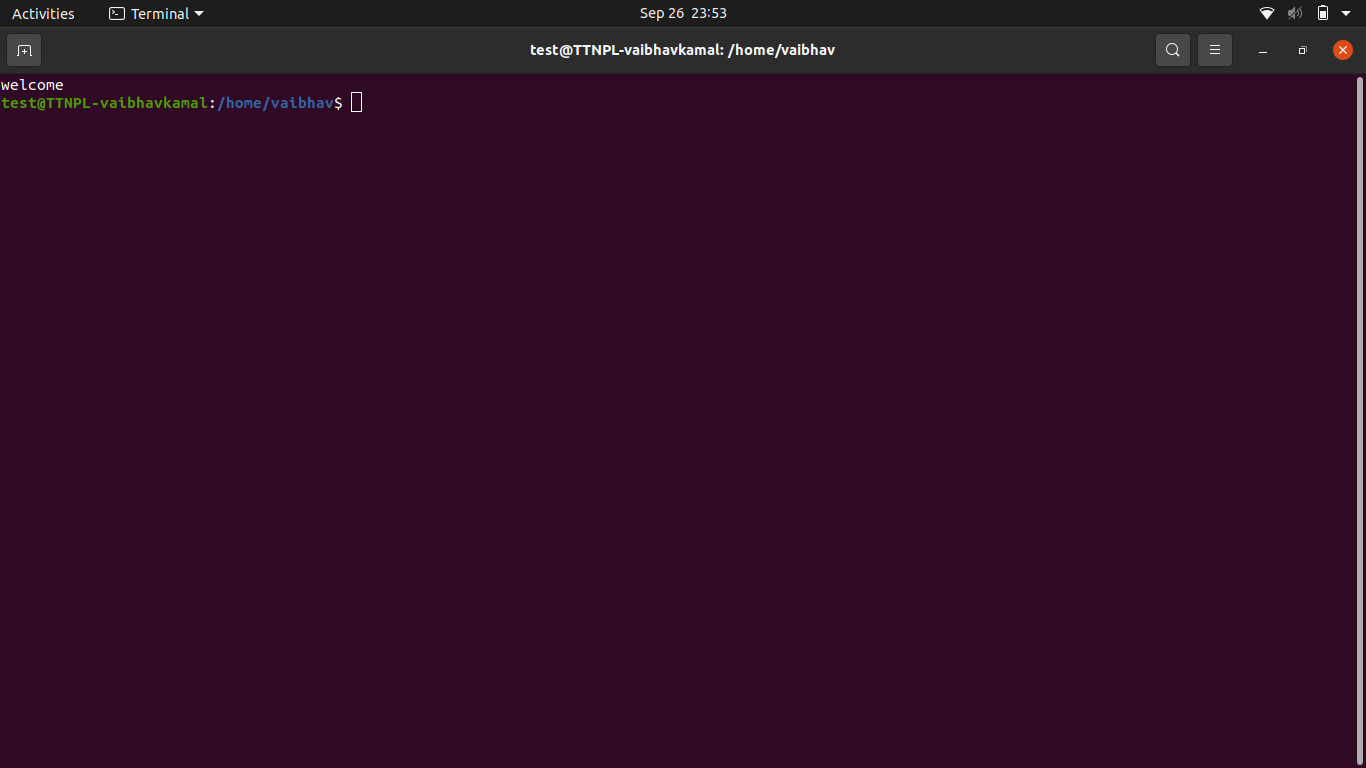 Activities Terminal Sep 26 23:53
test@TTNPL-vaibhavkamal: /home/vaibhav
welcome
test@TTNPL-vaibhavkamal:/home/vaibhav$